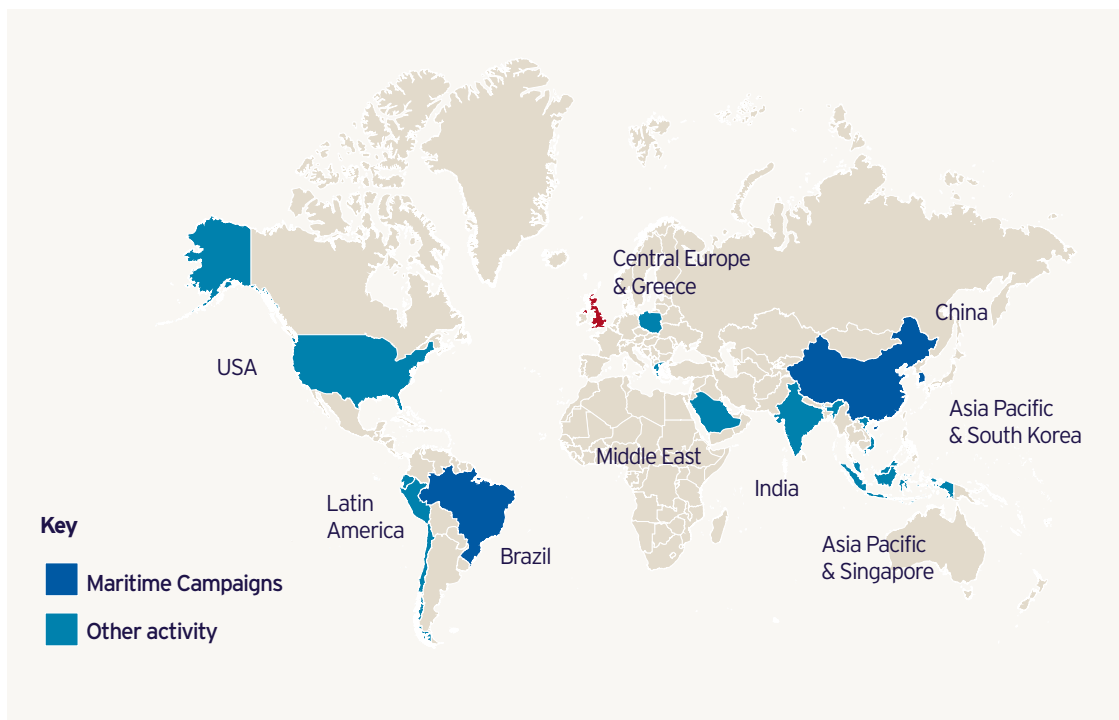 Central Europe
& Greece
China
USA
Asia Pacific
& South Korea
Middle East
India
Latin
America
Brazil
Asia Pacific
& Singapore
Key
Maritime Campaigns
Other activity